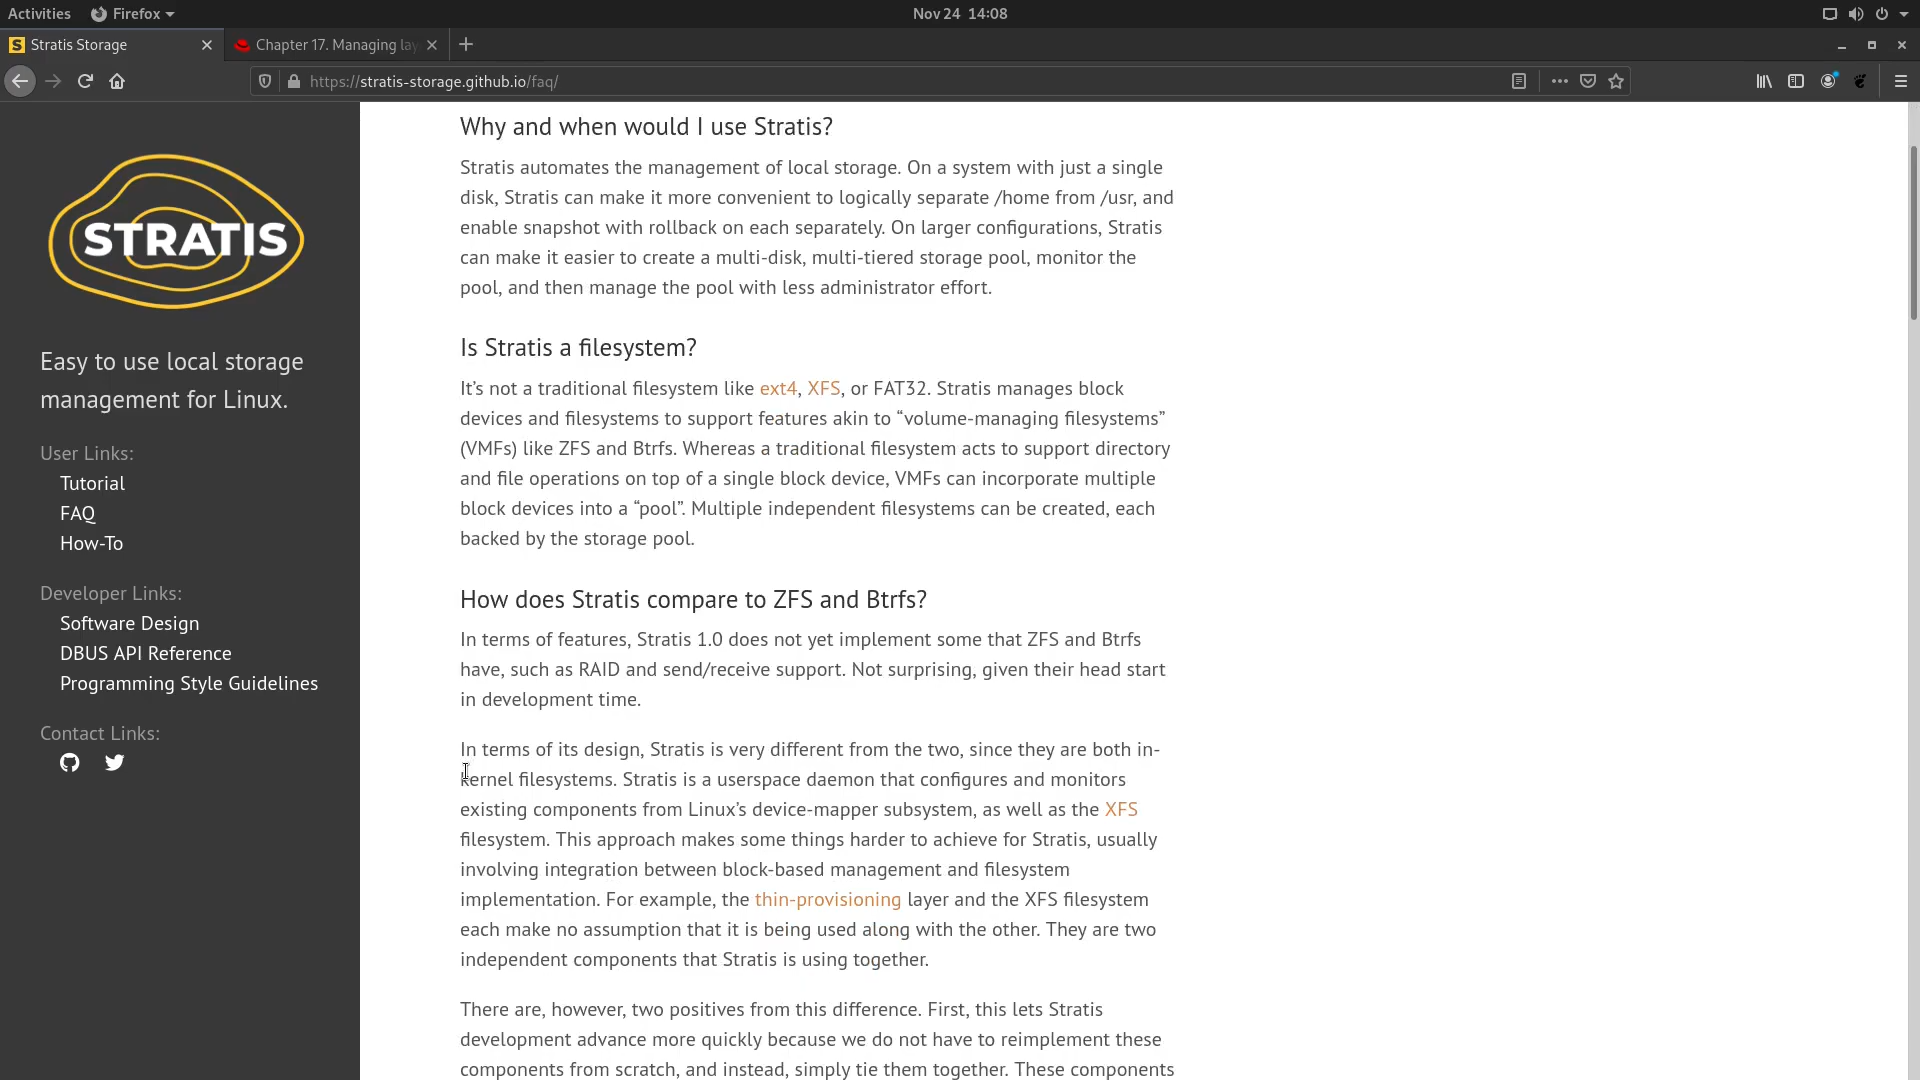 Activities
Firefox
Nov 24 14:08
Stratis Storage
Chapter 17. Managing lay
https://stratis-storage.github.io/faq/
STRATIS
Easy to use local storage
management for Linux.
User Links:
Tutorial
FAQ
How-To
Developer Links:
Software Design
DBUS API Reference
Programming Style Guidelines
Contact Links:
Why and when would I use Stratis?
Stratis automates the management of local storage. On a system with just a single
disk, Stratis can make it more convenient to logically separate /home from /usr, and
enable snapshot with rollback on each separately. On larger configurations, Stratis
can make it easier to create a multi-disk, multi-tiered storage pool, monitor the
pool, and then manage the pool with less administrator effort.
Is Stratis a filesystem?
It’s not a traditional filesystem like ext4, XFS, or FAT32. Stratis manages block
devices and filesystems to support features akin to “volume-managing filesystems”
(VMFs) like ZFS and Btrfs. Whereas a traditional filesystem acts to support directory
and file operations on top of a single block device, VMFs can incorporate multiple
block devices into a “pool”. Multiple independent filesystems can be created, each
backed by the storage pool.
How does Stratis compare to ZFS and Btrfs?
In terms of features, Stratis 1.0 does not yet implement some that ZFS and Btrfs
have, such as RAID and send/receive support. Not surprising, given their head start
in development time.
In terms of its design, Stratis is very different from the two, since they are both in-
kernel filesystems. Stratis is a userspace daemon that configures and monitors
existing components from Linux’s device-mapper subsystem, as well as the XFS
filesystem. This approach makes some things harder to achieve for Stratis, usually
involving integration between block-based management and filesystem
implementation. For example, the thin-provisioning layer and the XFS filesystem
each make no assumption that it is being used along with the other. They are two
independent components that Stratis is using together.
There are, however, two positives from this difference. First, this lets Stratis
development advance more quickly because we do not have to reimplement these
components from scratch, and instead, simply tie them together. These components